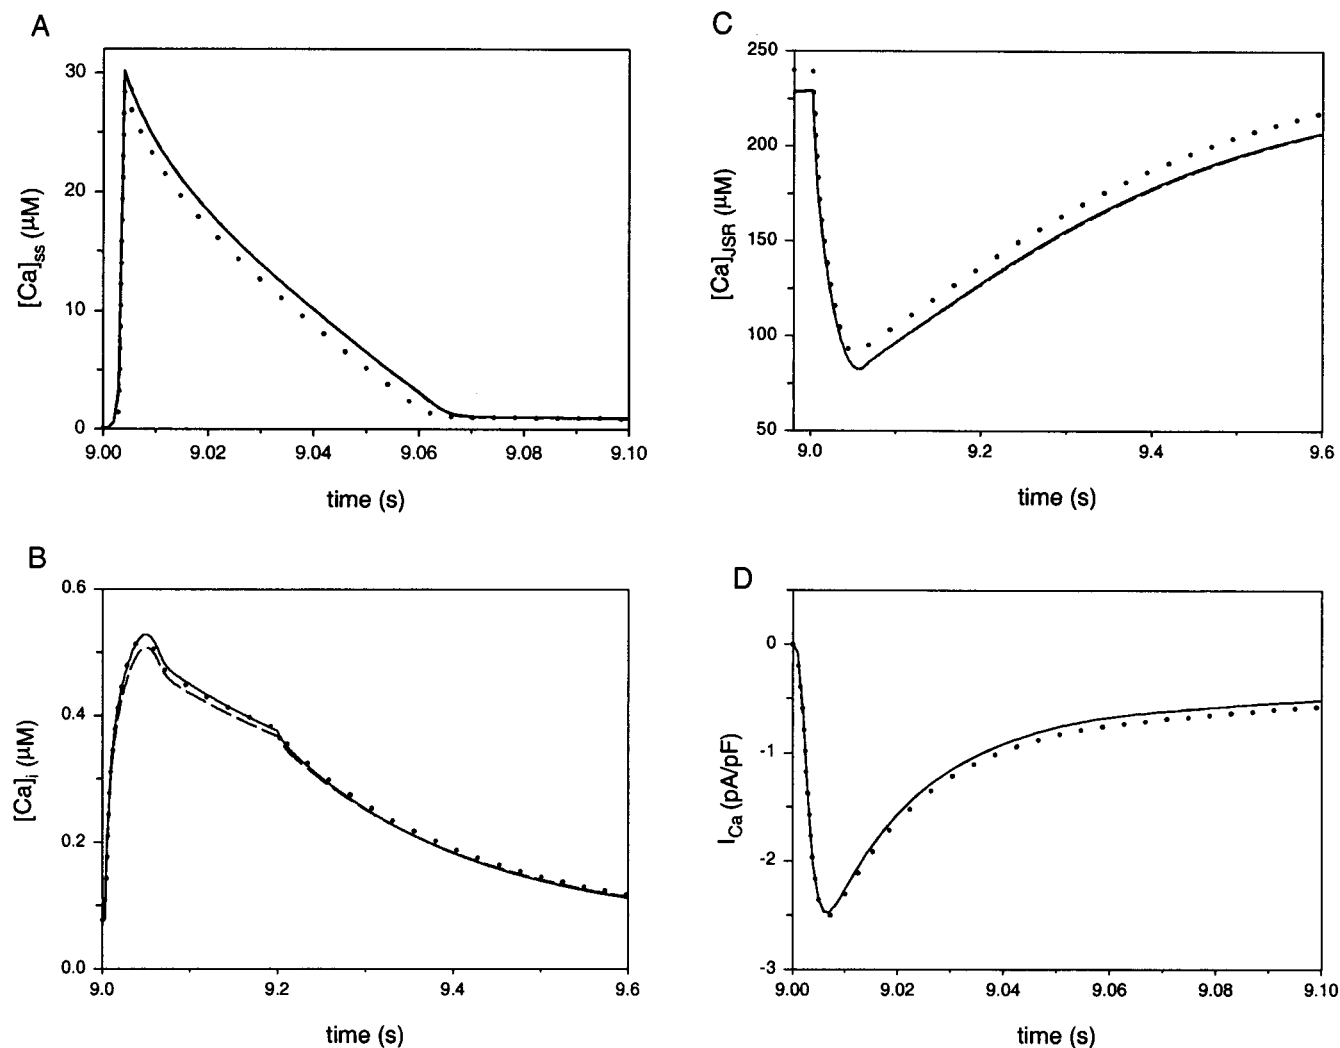 A
30
20
10
0
[Ca]ss (μM)
9.00 9.02 9.04 9.06 9.08 9.10
time (s)
B
0.6
0.4
0.2
0.0
[Ca]i (μM)
9.0 9.2 9.4 9.6
time (s)
C
250
200
150
100
50
[Ca]JSR (μM)
9.0 9.2 9.4 9.6
time (s)
D
0
-1
-2
-3
ICa (pA/pF)
9.00 9.02 9.04 9.06 9.08 9.10
time (s)